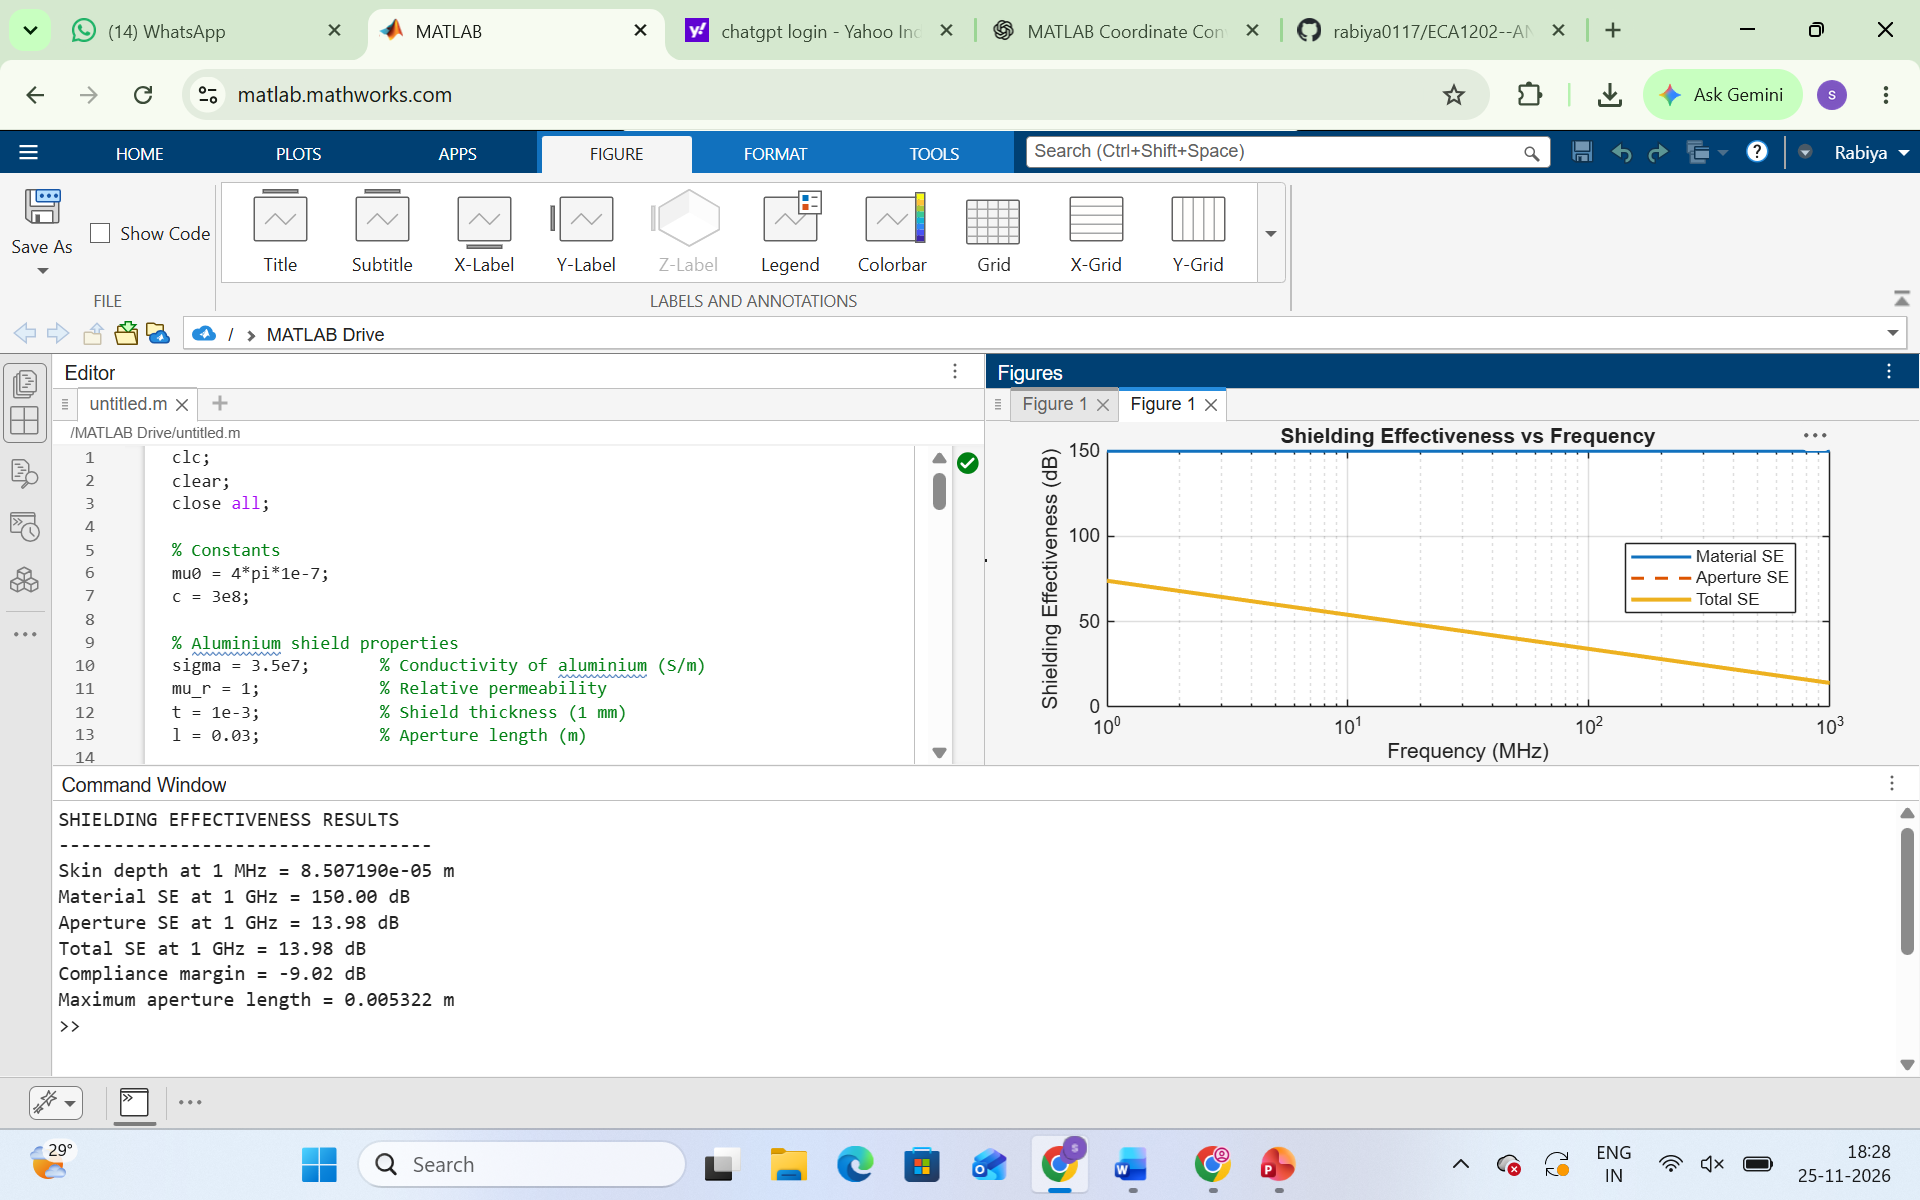 (14) WhatsApp
MATLAB
chatgpt login - Yahoo Inc
MATLAB Coordinate Con
rabiya0117/ECA1202--AN
matlab.mathworks.com
Ask Gemini
s
HOME
PLOTS
APPS
FIGURE
FORMAT
TOOLS
Search (Ctrl+Shift+Space)
Rabiya
Save As
Show Code
Title
Subtitle
X-Label
Y-Label
Z-Label
Legend
Colorbar
Grid
X-Grid
Y-Grid
FILE
LABELS AND ANNOTATIONS
/ › MATLAB Drive
Editor
untitled.m
/MATLAB Drive/untitled.m
1 clc;
2 clear;
3 close all;
4
5 % Constants
6 mu0 = 4*pi*1e-7;
7 c = 3e8;
8
9 % Aluminium shield properties
10 sigma = 3.5e7; % Conductivity of aluminium (S/m)
11 mu_r = 1; % Relative permeability
12 t = 1e-3; % Shield thickness (1 mm)
13 l = 0.03; % Aperture length (m)
14
Figures
Figure 1
Figure 1
Shielding Effectiveness vs Frequency
Shielding Effectiveness (dB)
150
100
50
0
Material SE
Aperture SE
Total SE
10⁰
10¹
10²
10³
Frequency (MHz)
Command Window
SHIELDING EFFECTIVENESS RESULTS
----------------------------------
Skin depth at 1 MHz = 8.507190e-05 m
Material SE at 1 GHz = 150.00 dB
Aperture SE at 1 GHz = 13.98 dB
Total SE at 1 GHz = 13.98 dB
Compliance margin = -9.02 dB
Maximum aperture length = 0.005322 m
>>
29°
Search
ENG
IN
18:28
25-11-2026